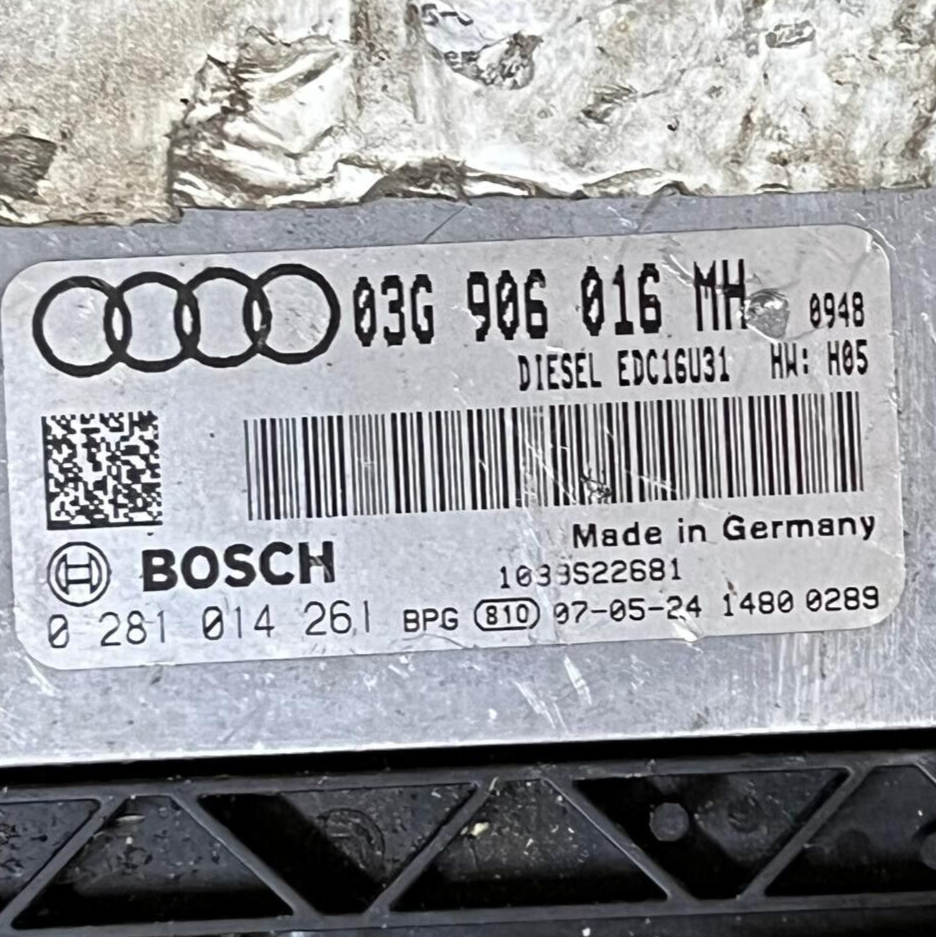 03G 906 016 MH 0948
DIESEL EDC16U31 HW: H05
Made in Germany
BOSCH 1039S22681
0 281 014 261 BPG 810 07-05-24 1480 0289